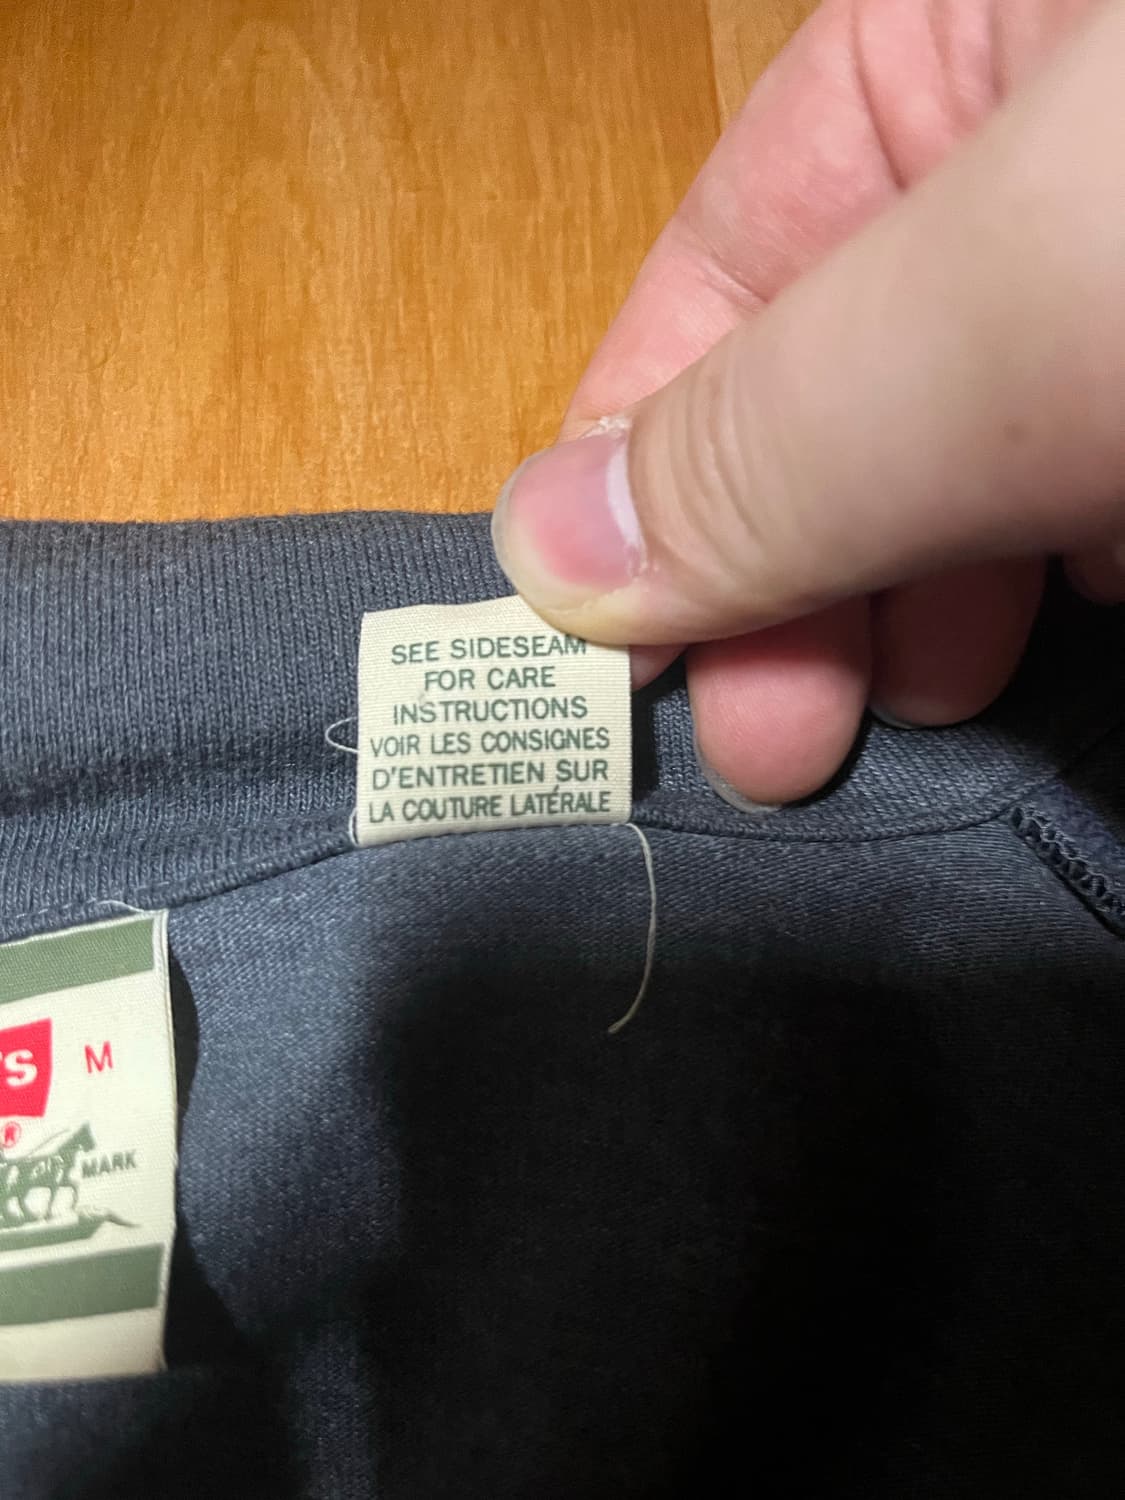 SEE SIDESEAM
FOR CARE
INSTRUCTIONS
VOIR LES CONSIGNES
D'ENTRETIEN SUR
LA COUTURE LATÉRALE
'S
M
®
MARK